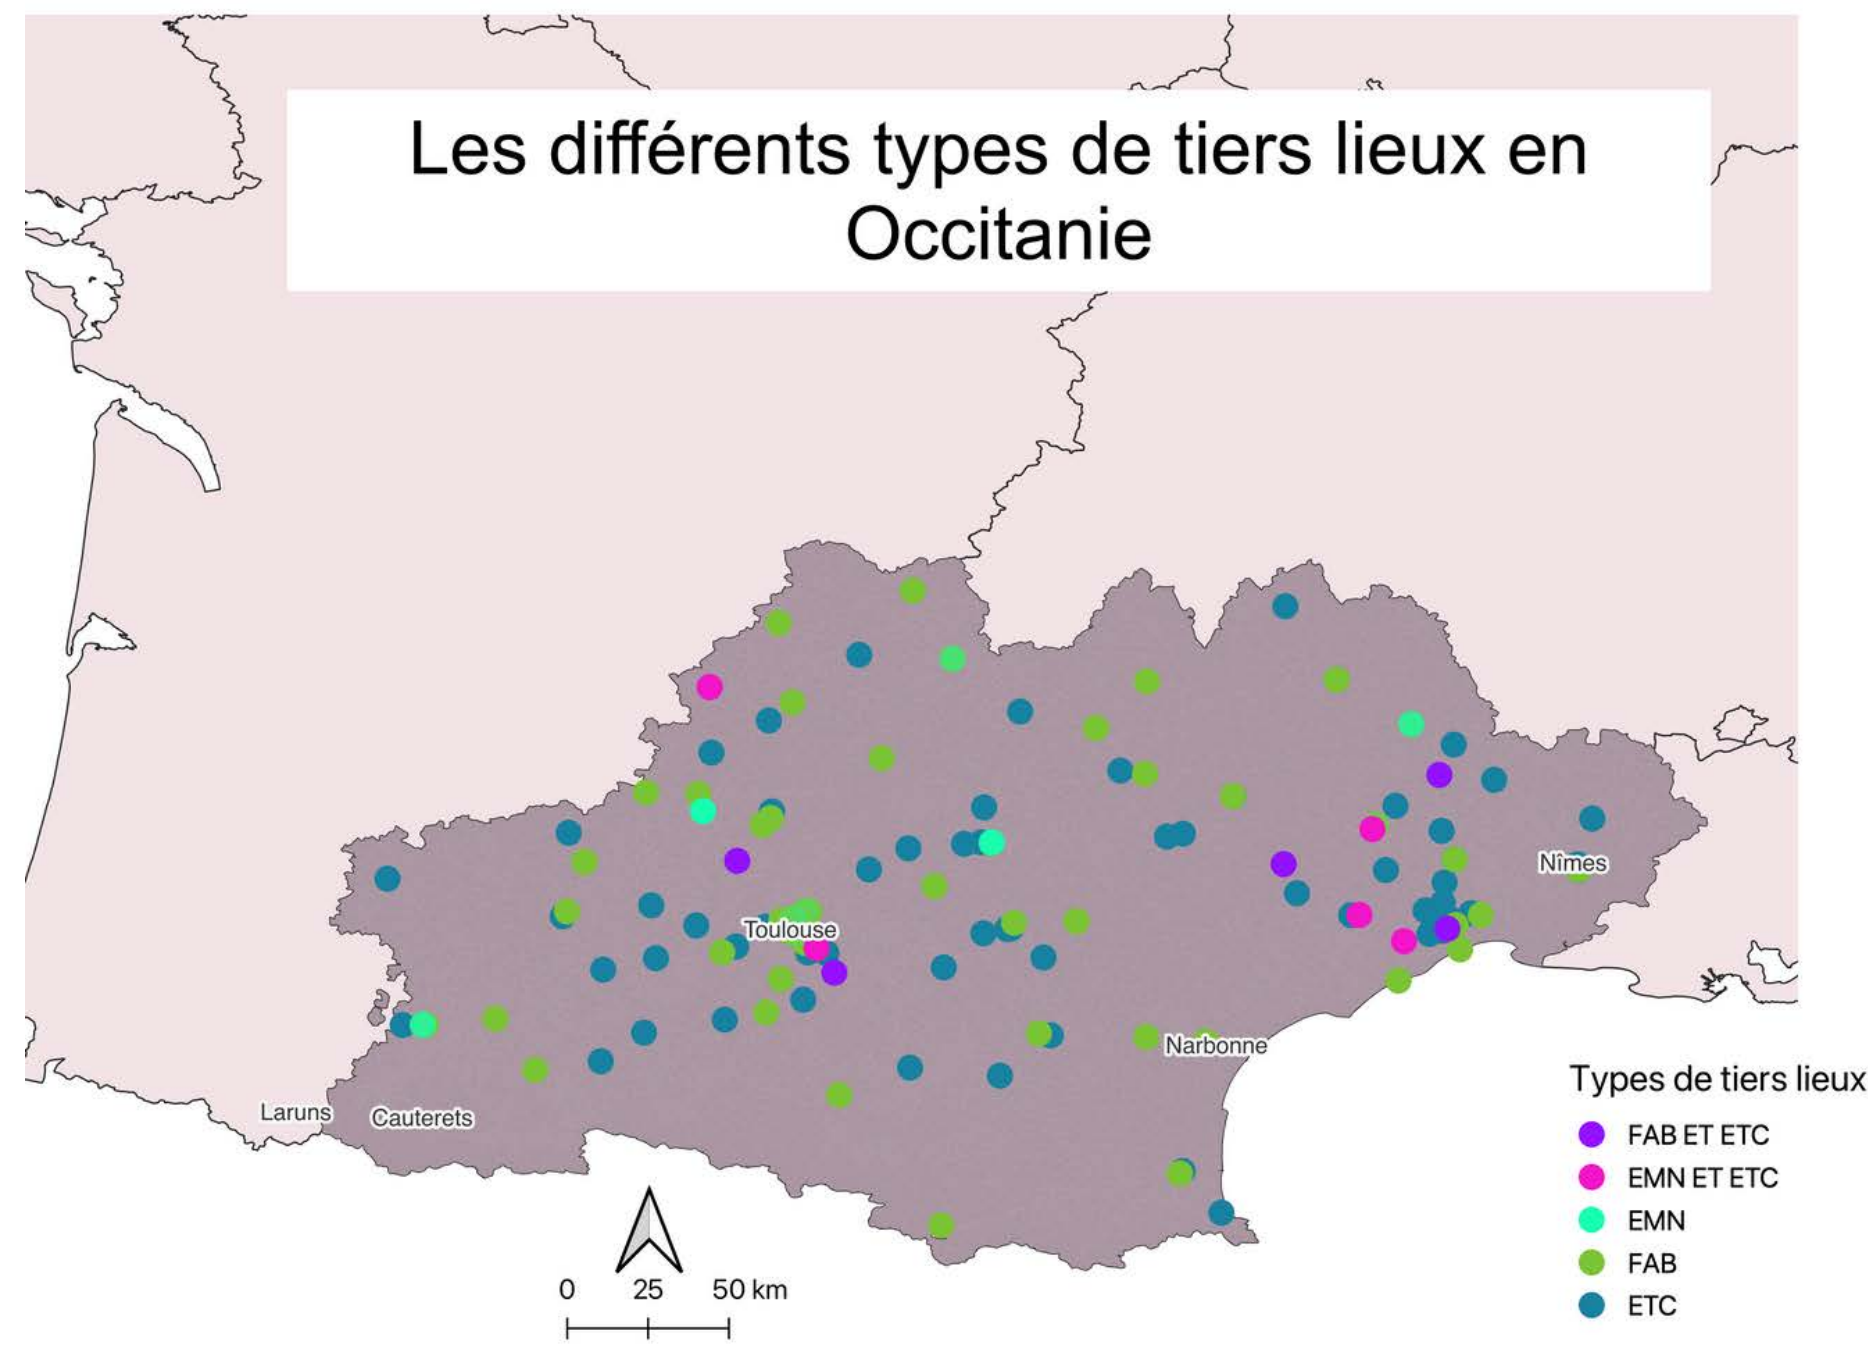 Les différents types de tiers lieux en
Occitanie
Nîmes
Toulouse
Narbonne
Laruns
Cauterets
Types de tiers lieux
FAB ET ETC
EMN ET ETC
EMN
FAB
ETC
0 25 50 km